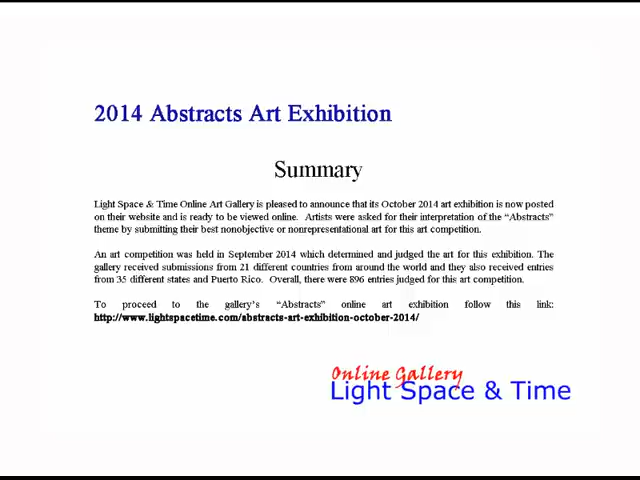 2014 Abstracts Art Exhibition
Summary
Light Space & Time Online Art Gallery is pleased to announce that its October 2014 art exhibition is now posted
on their website and is ready to be viewed online.  Artists were asked for their interpretation of the “Abstracts”
theme by submitting their best nonobjective or nonrepresentational art for this art competition.
An art competition was held in September 2014 which determined and judged the art for this exhibition. The
gallery received submissions from 21 different countries from around the world and they also received entries
from 35 different states and Puerto Rico.  Overall, there were 896 entries judged for this art competition.
To proceed to the gallery’s “Abstracts” online art exhibition follow this link:
http://www.lightspacetime.com/abstracts-art-exhibition-october-2014/
Online Gallery
Light Space & Time